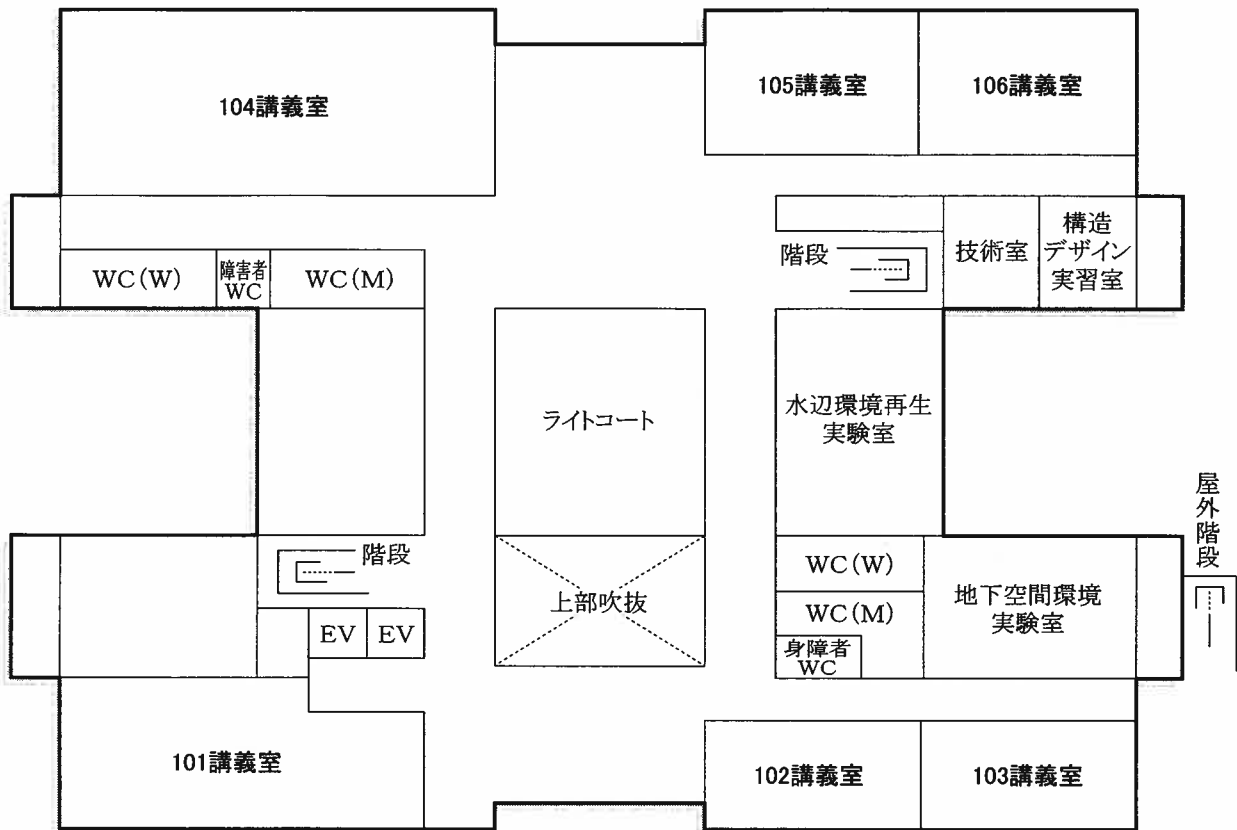 104講義室
105講義室
106講義室
WC(W)
障害者
WC
WC(M)
階段
技術室
構造
デザイン
実習室
ライトコート
水辺環境再生
実験室
階段
EV
EV
上部吹抜
WC(W)
WC(M)
身障者
WC
地下空間環境
実験室
屋外階段
101講義室
102講義室
103講義室